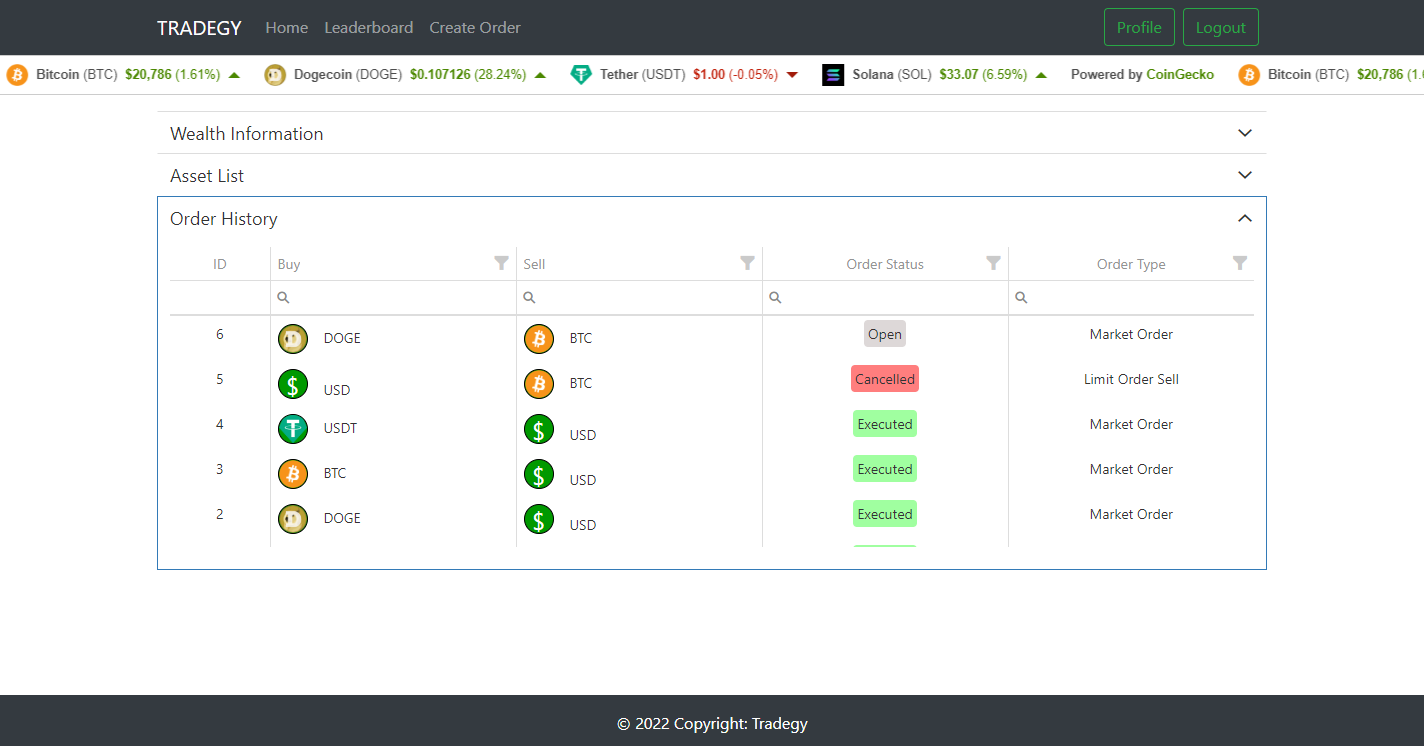 TRADEGY Home Leaderboard Create Order Profile Logout
Bitcoin (BTC) $20,786 (1.61%) Dogecoin (DOGE) $0.107126 (28.24%) Tether (USDT) $1.00 (-0.05%) Solana (SOL) $33.07 (6.59%) Powered by CoinGecko Bitcoin (BTC) $20,786
Wealth Information
Asset List
Order History
ID Buy Sell Order Status Order Type
6 DOGE BTC Open Market Order
5 USD BTC Cancelled Limit Order Sell
4 USDT USD Executed Market Order
3 BTC USD Executed Market Order
2 DOGE USD Executed Market Order
© 2022 Copyright: Tradegy